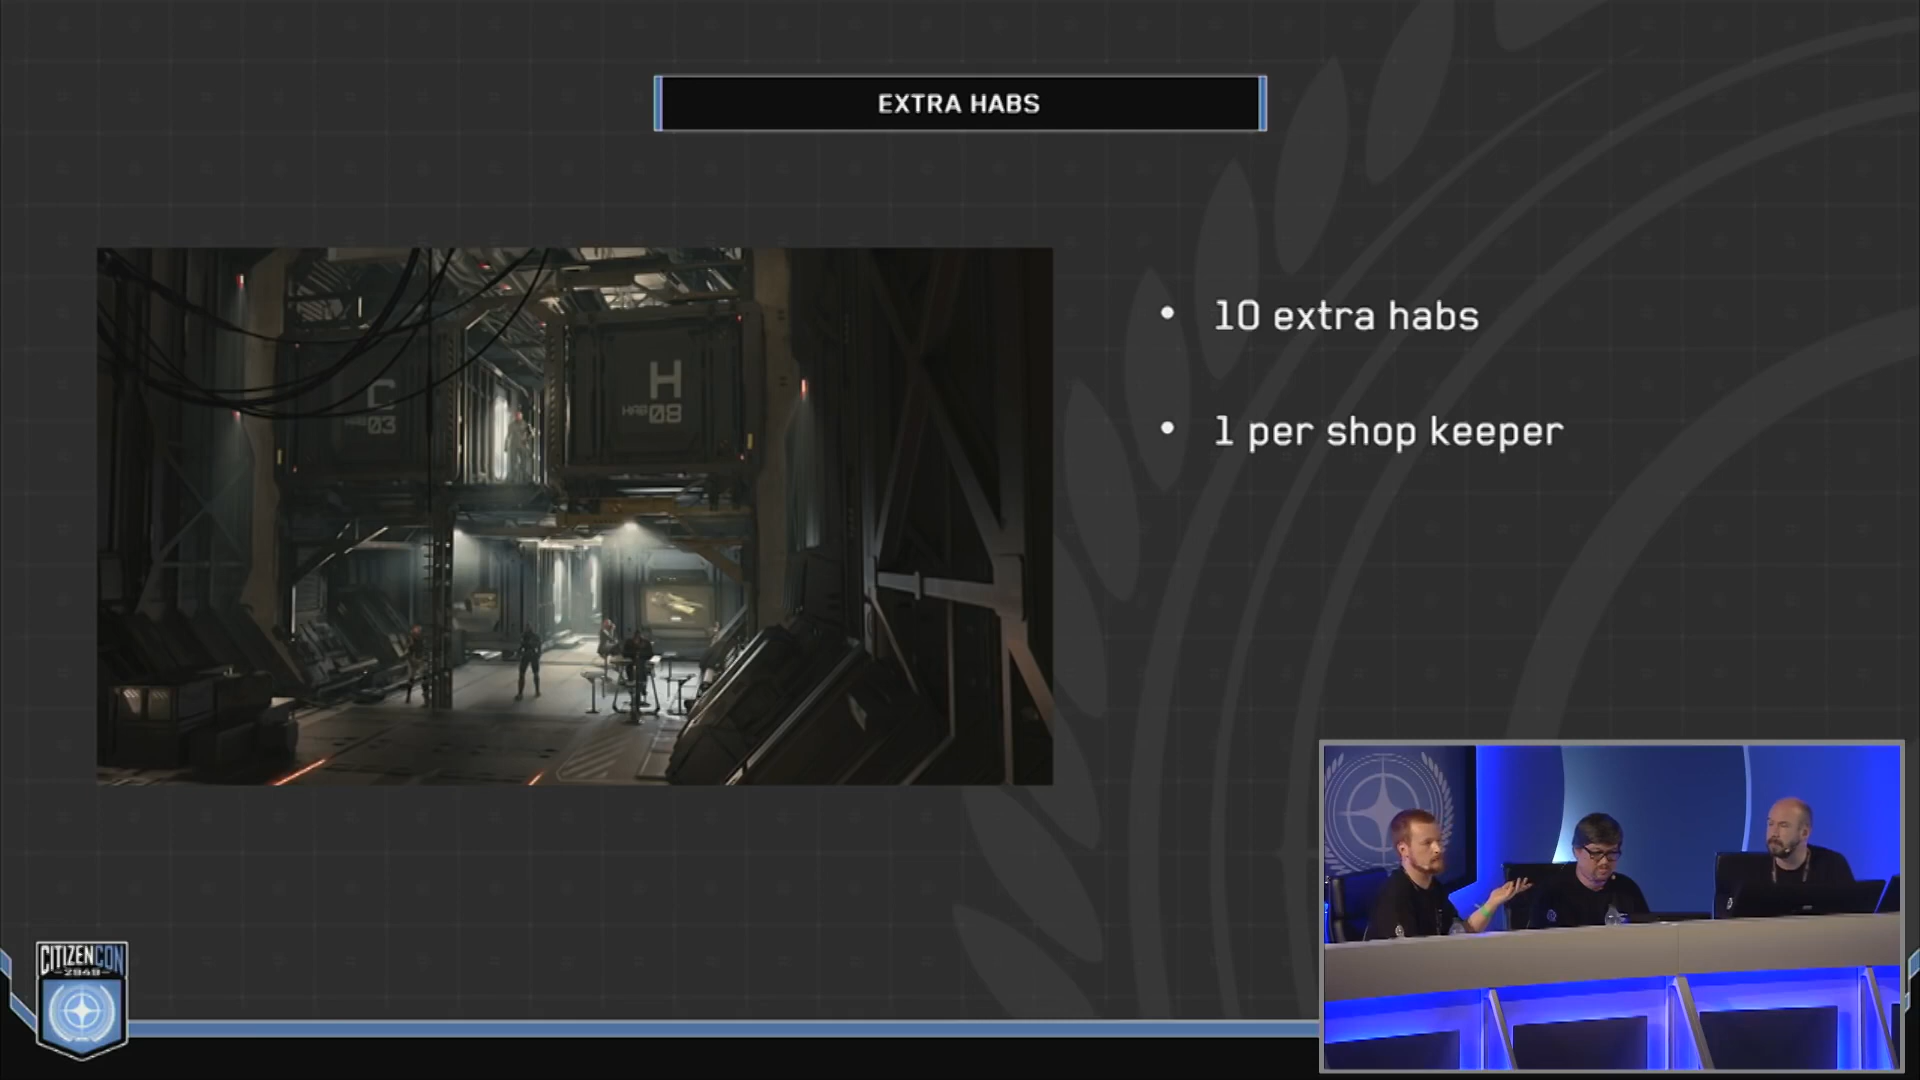 EXTRA HABS
• 10 extra habs
• 1 per shop keeper
C
HAB 03
H
HAB 08
CITIZENCON
2949